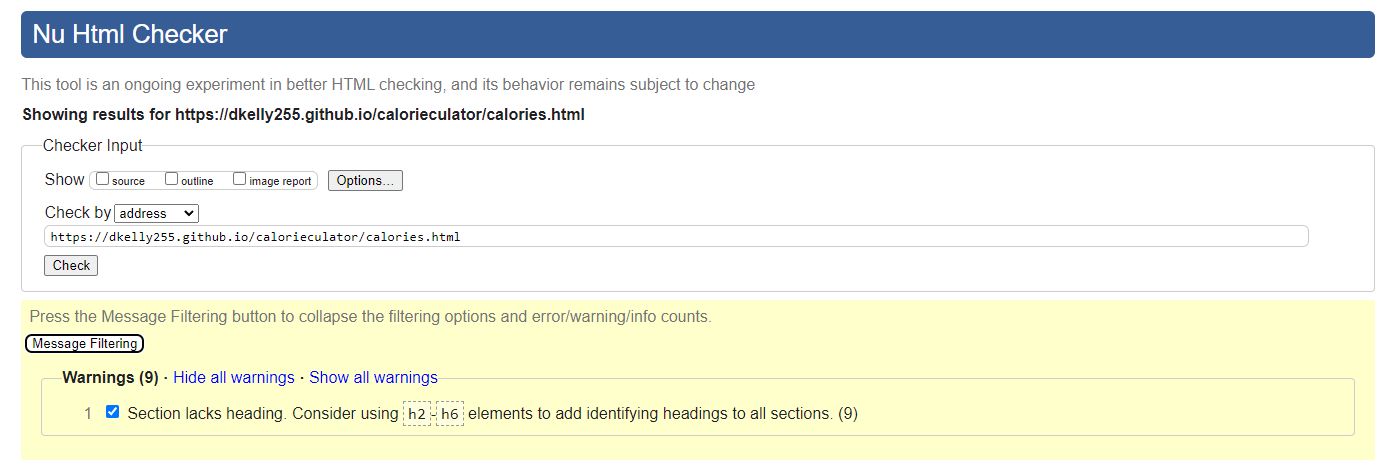 Nu Html Checker
This tool is an ongoing experiment in better HTML checking, and its behavior remains subject to change
Showing results for https://dkelly255.github.io/calorieculator/calories.html
Checker Input
Show source outline image report Options...
Check by address
https://dkelly255.github.io/calorieculator/calories.html
Check
Press the Message Filtering button to collapse the filtering options and error/warning/info counts.
Message Filtering
Warnings (9) · Hide all warnings · Show all warnings
1 Section lacks heading. Consider using h2-h6 elements to add identifying headings to all sections. (9)